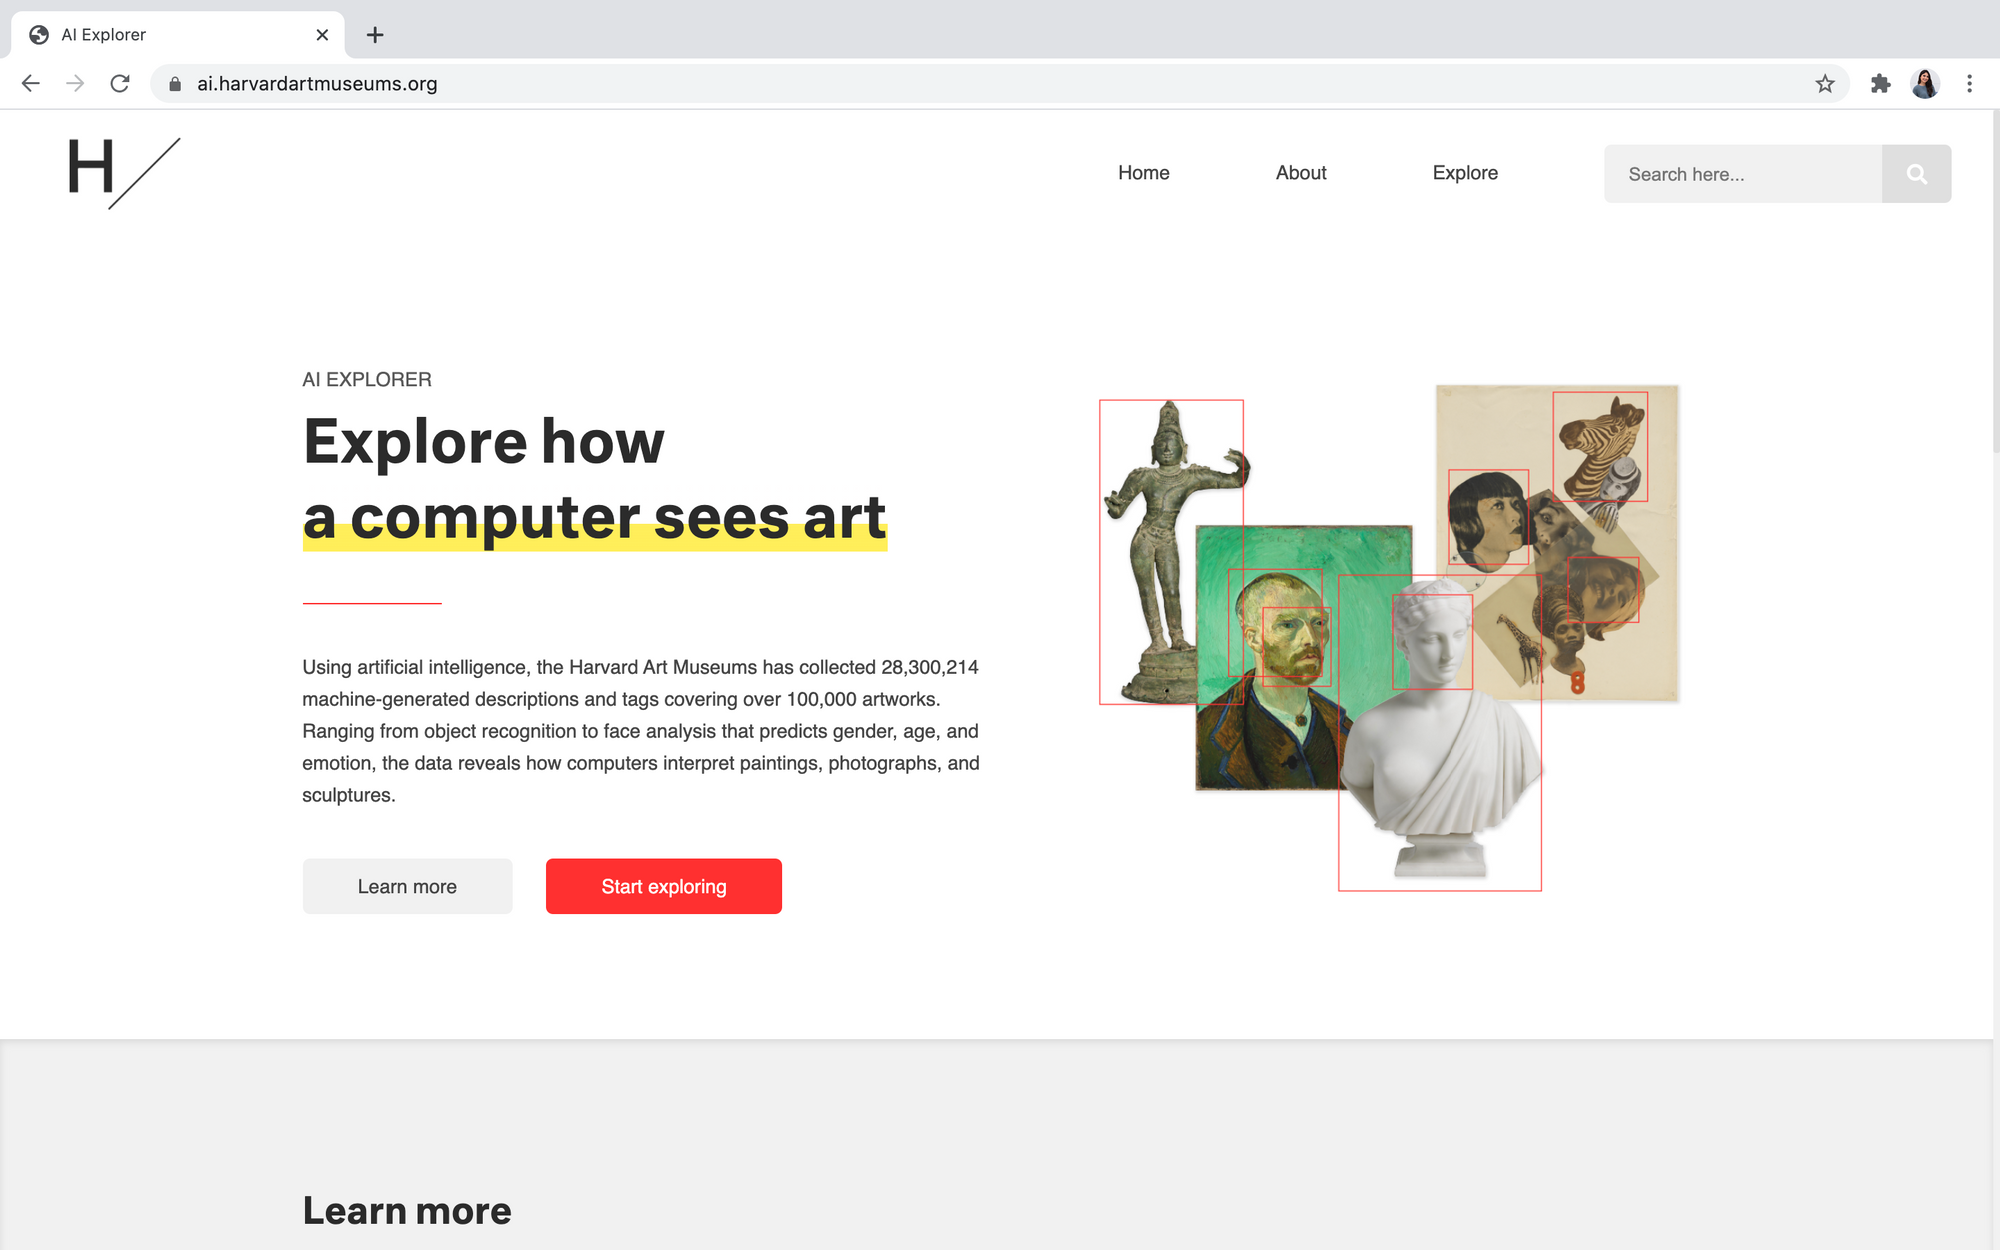 AI Explorer
ai.harvardartmuseums.org
H
Home
About
Explore
Search here...
AI EXPLORER
Explore how
a computer sees art
Using artificial intelligence, the Harvard Art Museums has collected 28,300,214
machine-generated descriptions and tags covering over 100,000 artworks.
Ranging from object recognition to face analysis that predicts gender, age, and
emotion, the data reveals how computers interpret paintings, photographs, and
sculptures.
Learn more
Start exploring
8
Learn more